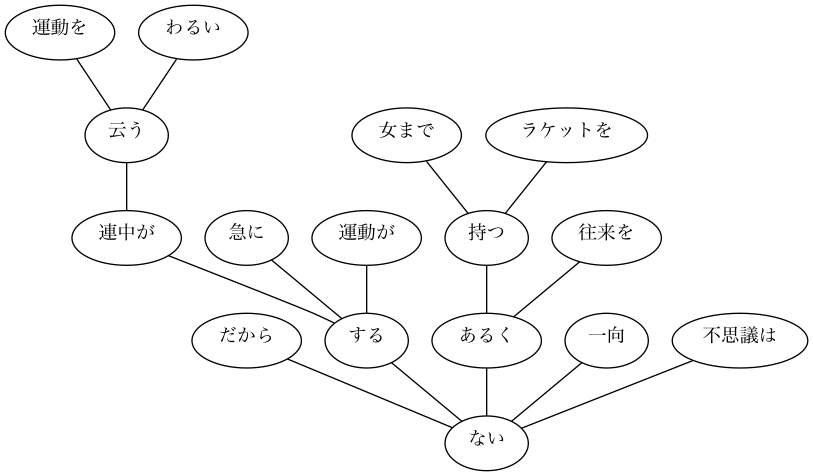 運動を わるい
云う 女まで ラケットを
連中が 急に 運動が 持つ 往来を
だから する あるく 一向 不思議は
ない